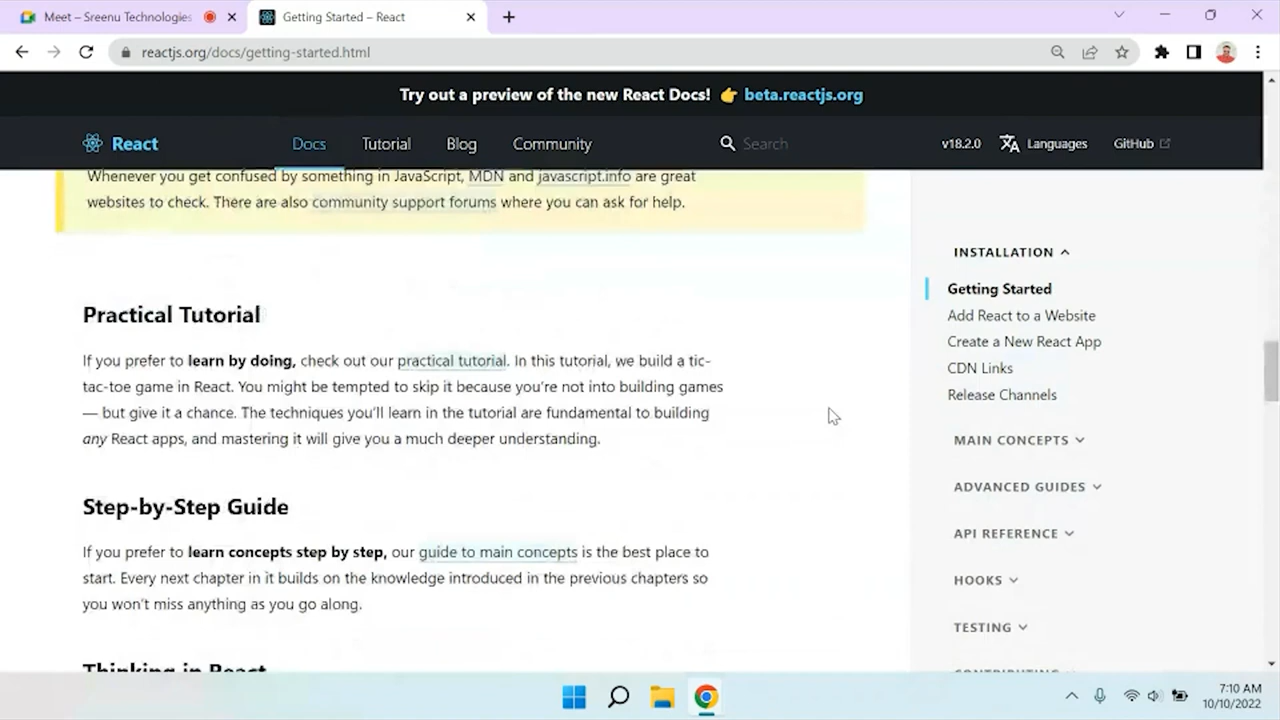 Meet – Sreenu Technologies
Getting Started – React
reactjs.org/docs/getting-started.html
Try out a preview of the new React Docs! 👉 beta.reactjs.org
React
Docs
Tutorial
Blog
Community
Search
v18.2.0
Languages
GitHub
Whenever you get confused by something in JavaScript, MDN and javascript.info are great
websites to check. There are also community support forums where you can ask for help.
Practical Tutorial
If you prefer to learn by doing, check out our practical tutorial. In this tutorial, we build a tic-
tac-toe game in React. You might be tempted to skip it because you’re not into building games
— but give it a chance. The techniques you’ll learn in the tutorial are fundamental to building
any React apps, and mastering it will give you a much deeper understanding.
Step-by-Step Guide
If you prefer to learn concepts step by step, our guide to main concepts is the best place to
start. Every next chapter in it builds on the knowledge introduced in the previous chapters so
you won’t miss anything as you go along.
Thinking in React
INSTALLATION
Getting Started
Add React to a Website
Create a New React App
CDN Links
Release Channels
MAIN CONCEPTS
ADVANCED GUIDES
API REFERENCE
HOOKS
TESTING
CONTRIBUTING
7:10 AM
10/10/2022